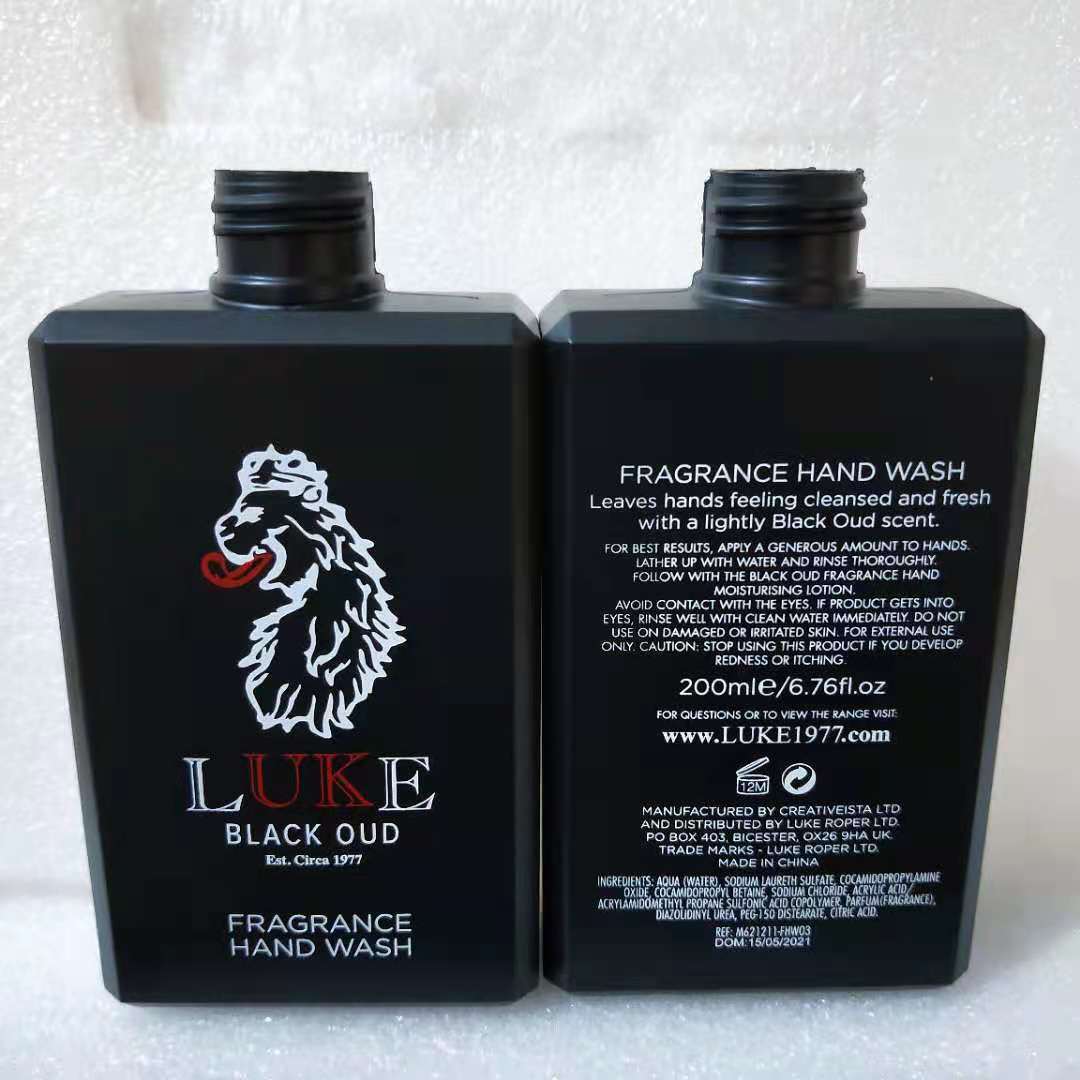 LUKE
BLACK OUD
Est. Circa 1977
FRAGRANCE
HAND WASH
FRAGRANCE HAND WASH
Leaves hands feeling cleansed and fresh
with a lightly Black Oud scent.
FOR BEST RESULTS, APPLY A GENEROUS AMOUNT TO HANDS.
LATHER UP WITH WATER AND RINSE THOROUGHLY.
FOLLOW WITH THE BLACK OUD FRAGRANCE HAND
MOISTURISING LOTION.
AVOID CONTACT WITH THE EYES. IF PRODUCT GETS INTO
EYES, RINSE WELL WITH CLEAN WATER IMMEDIATELY. DO NOT
USE ON DAMAGED OR IRRITATED SKIN. FOR EXTERNAL USE
ONLY. CAUTION: STOP USING THIS PRODUCT IF YOU DEVELOP
REDNESS OR ITCHING.
200mle/6.76fl.oz
FOR QUESTIONS OR TO VIEW THE RANGE VISIT:
www.LUKE1977.com
12M
MANUFACTURED BY CREATIVEISTA LTD
AND DISTRIBUTED BY LUKE ROPER LTD.
PO BOX 403, BICESTER, OX26 9HA UK.
TRADE MARKS - LUKE ROPER LTD.
MADE IN CHINA
INGREDIENTS: AQUA (WATER), SODIUM LAURETH SULFATE, COCAMIDOPROPYLAMINE
OXIDE, COCAMIDOPROPYL BETAINE, SODIUM CHLORIDE, ACRYLIC ACID/
ACRYLAMIDOMETHYL PROPANE SULFONIC ACID COPOLYMER, PARFUM(FRAGRANCE),
DIAZOLIDINYL UREA, PEG-150 DISTEARATE, CITRIC ACID.
REF: M621211-FHW03
DOM:15/05/2021